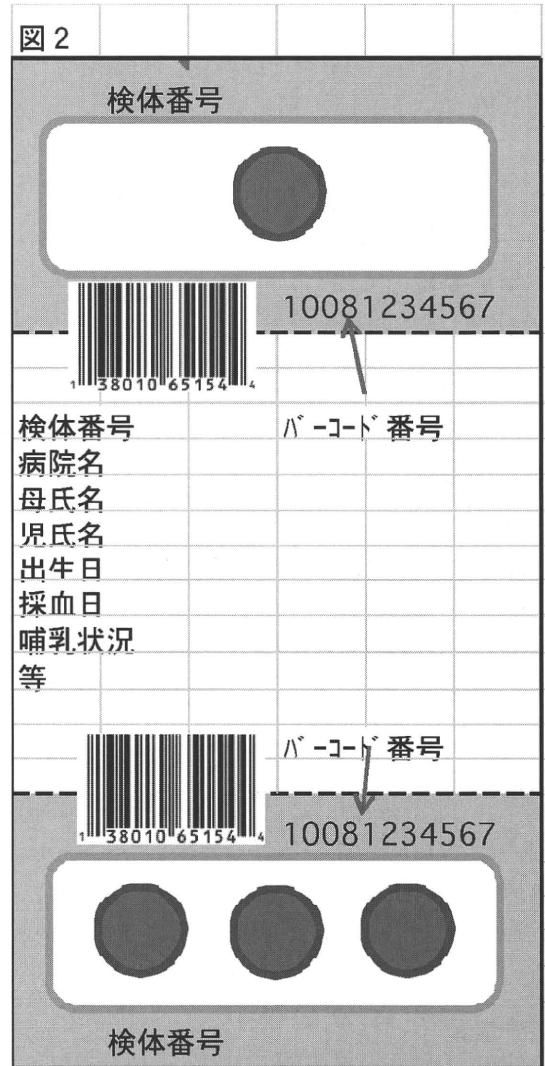 図2
検体番号
10081234567
1 38010 65154 4
検体番号 バーコード番号
病院名
母氏名
児氏名
出生日
採血日
哺乳状況
等
バーコード番号
1 38010 65154 4
10081234567
検体番号